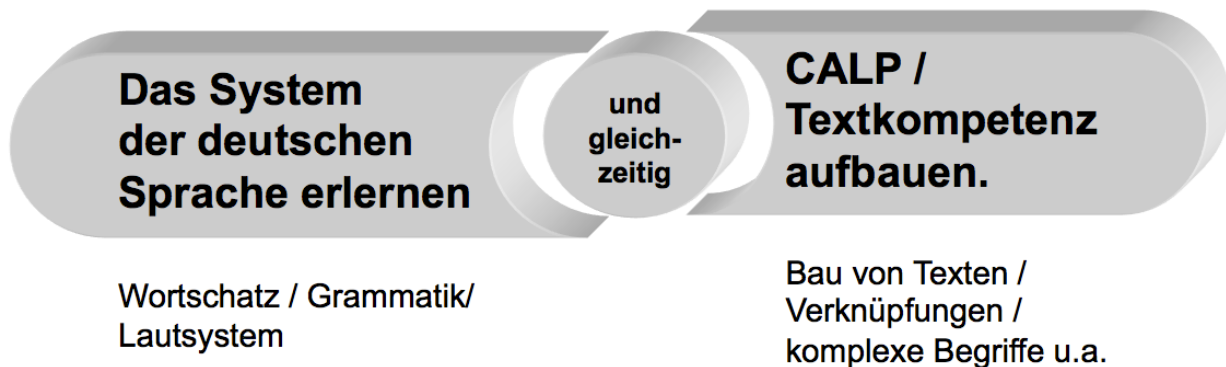 Das System
der deutschen
Sprache erlernen
und
gleich-
zeitig
CALP /
Textkompetenz
aufbauen.
Wortschatz / Grammatik/
Lautsystem
Bau von Texten /
Verknüpfungen /
komplexe Begriffe u.a.